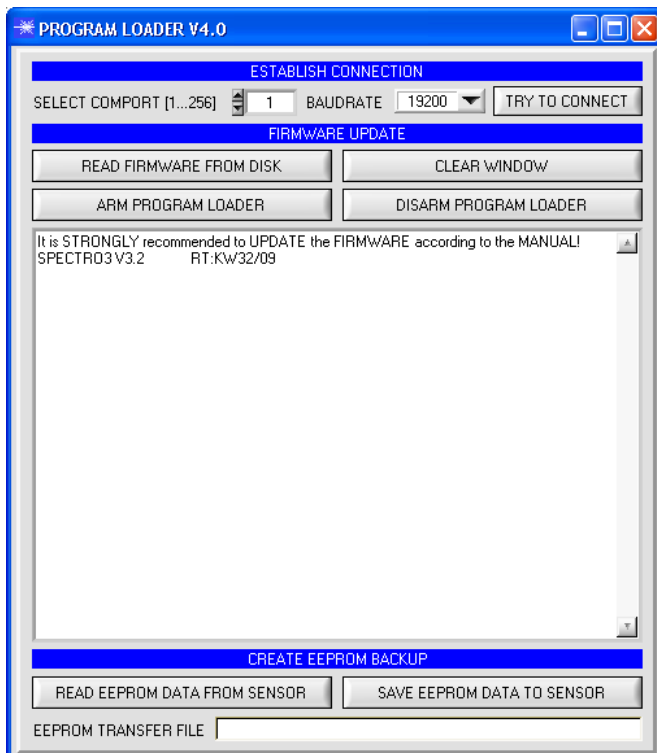 PROGRAM LOADER V4.0
ESTABLISH CONNECTION
SELECT COMPORT [1...256] 1 BAUDRATE 19200 TRY TO CONNECT
FIRMWARE UPDATE
READ FIRMWARE FROM DISK CLEAR WINDOW
ARM PROGRAM LOADER DISARM PROGRAM LOADER
It is STRONGLY recommended to UPDATE the FIRMWARE according to the MANUAL!
SPECTRO3 V3.2 RT:KW32/09
CREATE EEPROM BACKUP
READ EEPROM DATA FROM SENSOR SAVE EEPROM DATA TO SENSOR
EEPROM TRANSFER FILE